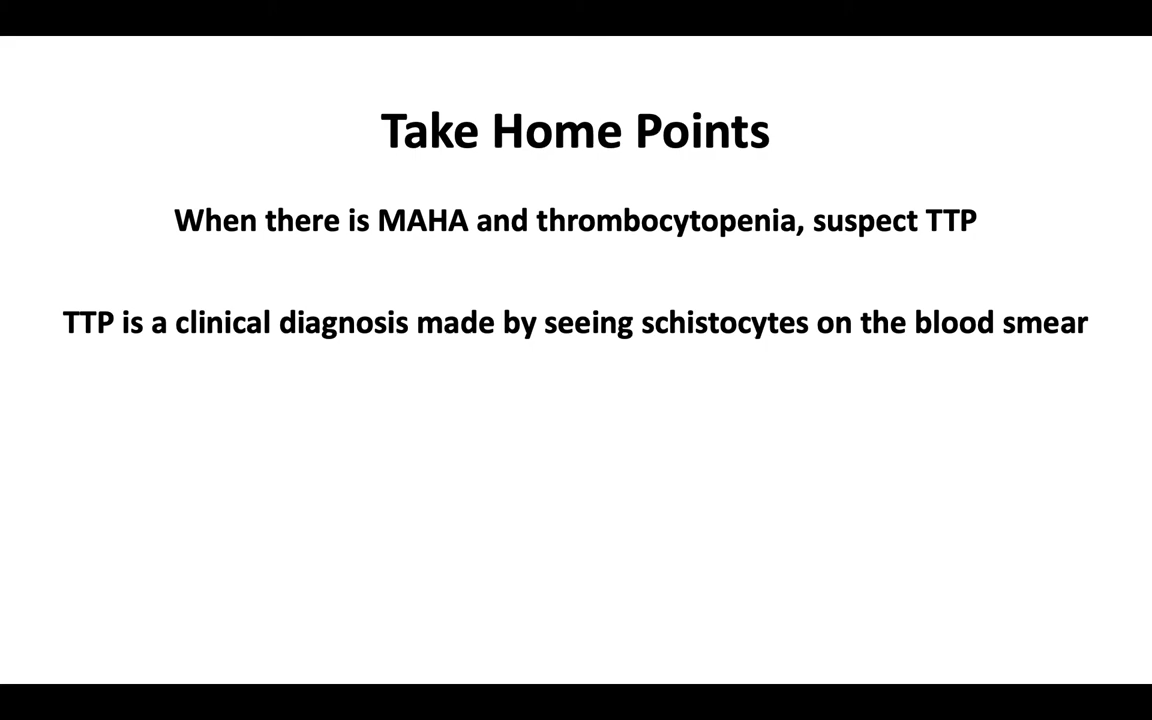 Take Home Points
When there is MAHA and thrombocytopenia, suspect TTP
TTP is a clinical diagnosis made by seeing schistocytes on the blood smear